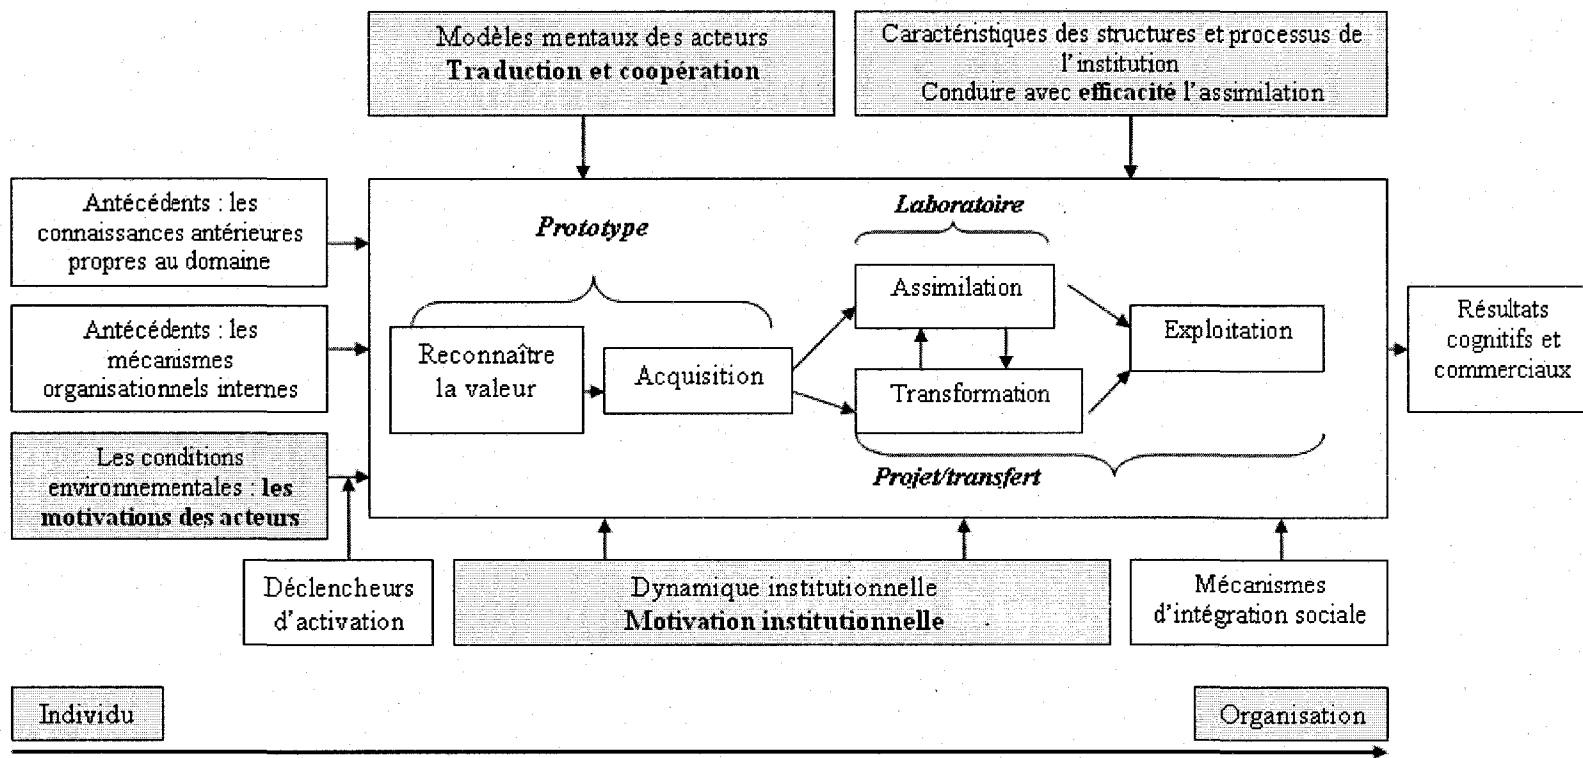 Modèles mentaux des acteurs
Traduction et coopération
Caractéristiques des structures et processus de
l'institution
Conduire avec efficacité l'assimilation
Antécédents : les
connaissances antérieures
propres au domaine
Antécédents : les
mécanismes
organisationnels internes
Les conditions
environnementales : les
motivations des acteurs
Prototype
Laboratoire
Reconnaître
la valeur
Acquisition
Assimilation
Transformation
Exploitation
Projet/transfert
Résultats
cognitifs et
commerciaux
Déclencheurs
d'activation
Dynamique institutionnelle
Motivation institutionnelle
Mécanismes
d'intégration sociale
Individu
Organisation